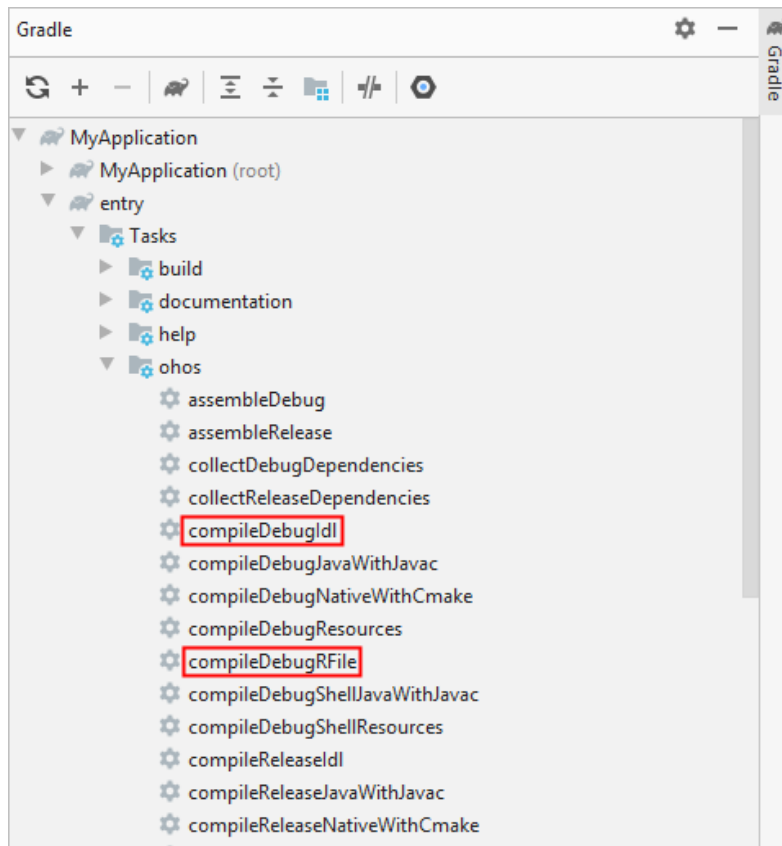 Gradle
Gradle
MyApplication
MyApplication (root)
entry
Tasks
build
documentation
help
ohos
assembleDebug
assembleRelease
collectDebugDependencies
collectReleaseDependencies
compileDebugIdl
compileDebugJavaWithJavac
compileDebugNativeWithCmake
compileDebugResources
compileDebugRFile
compileDebugShellJavaWithJavac
compileDebugShellResources
compileReleaseIdl
compileReleaseJavaWithJavac
compileReleaseNativeWithCmake